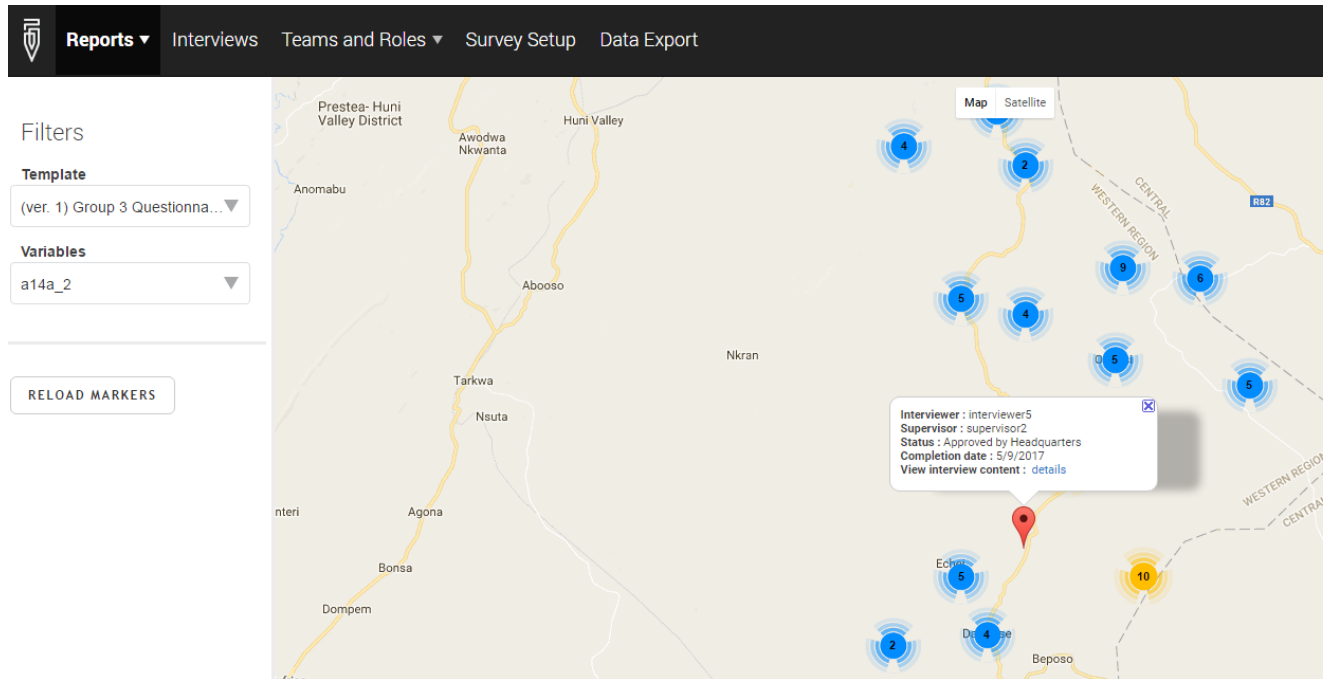 Reports ▾ Interviews Teams and Roles ▾ Survey Setup Data Export
Filters
Template
(ver. 1) Group 3 Questionna...
Variables
a14a_2
RELOAD MARKERS
Map Satellite
Prestea- Huni
Valley District
Huni Valley
Awodwa
Nkwanta
Anomabu
4
2
CENTRAL
WESTERN REGION
R82
9
6
Abooso
5
4
Nkran
5
5
Tarkwa
Nsuta
Interviewer : interviewer5
Supervisor : supervisor2
Status : Approved by Headquarters
Completion date : 5/9/2017
View interview content : details
WESTERN REGION
CENTRAL
nteri
Agona
Bonsa
5
10
Dompem
4
2
Beposo